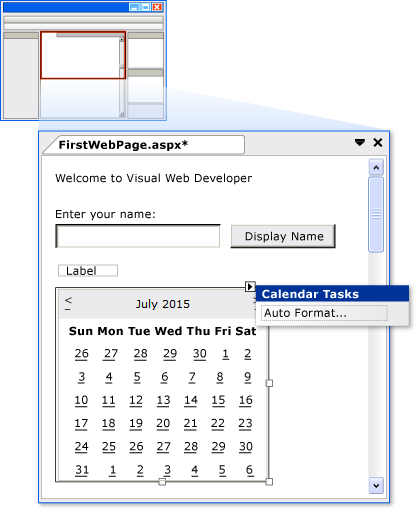 FirstWebPage.aspx*
Welcome to Visual Web Developer
Enter your name:
Display Name
Label
Calendar Tasks
Auto Format...
< July 2015
Sun Mon Tue Wed Thu Fri Sat
26 27 28 29 30 1 2
3 4 5 6 7 8 9
10 11 12 13 14 15 16
17 18 19 20 21 22 23
24 25 26 27 28 29 30
31 1 2 3 4 5 6